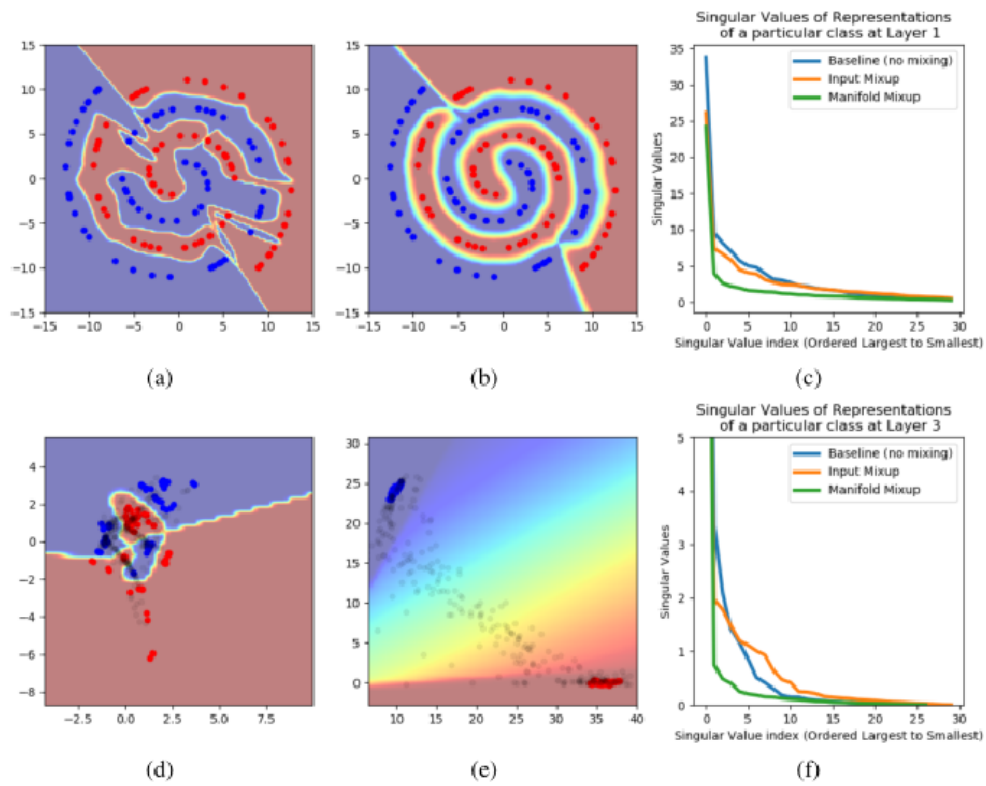 15
10
5
0
−5
−10
−15
−15 −10 −5 0 5 10 15
(a)
15
10
5
0
−5
−10
−15
−15 −10 −5 0 5 10 15
(b)
Singular Values of Representations
of a particular class at Layer 1
35
30
25
20
15
10
5
0
Singular Values
Baseline (no mixing)
Input Mixup
Manifold Mixup
0 5 10 15 20 25 30
Singular Value index (Ordered Largest to Smallest)
(c)
4
2
0
−2
−4
−6
−8
−2.5 0.0 2.5 5.0 7.5
(d)
30
25
20
15
10
5
0
10 15 20 25 30 35 40
(e)
Singular Values of Representations
of a particular class at Layer 3
5
4
3
2
1
0
Singular Values
Baseline (no mixing)
Input Mixup
Manifold Mixup
0 5 10 15 20 25 30
Singular Value index (Ordered Largest to Smallest)
(f)